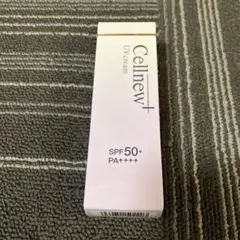 Cellnew+
UV cream
SPF50+
PA++++